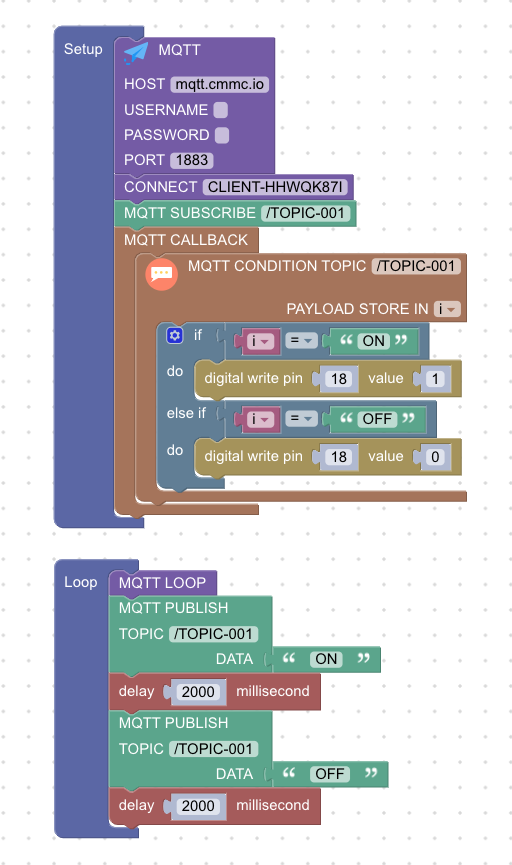 Setup
MQTT
HOST mqtt.cmmc.io
USERNAME
PASSWORD
PORT 1883
CONNECT CLIENT-HHWQK87I
MQTT SUBSCRIBE /TOPIC-001
MQTT CALLBACK
MQTT CONDITION TOPIC /TOPIC-001
PAYLOAD STORE IN i
if i = “ ON ”
do digital write pin 18 value 1
else if i = “ OFF ”
do digital write pin 18 value 0
Loop
MQTT LOOP
MQTT PUBLISH
TOPIC /TOPIC-001
DATA “ ON ”
delay 2000 millisecond
MQTT PUBLISH
TOPIC /TOPIC-001
DATA “ OFF ”
delay 2000 millisecond